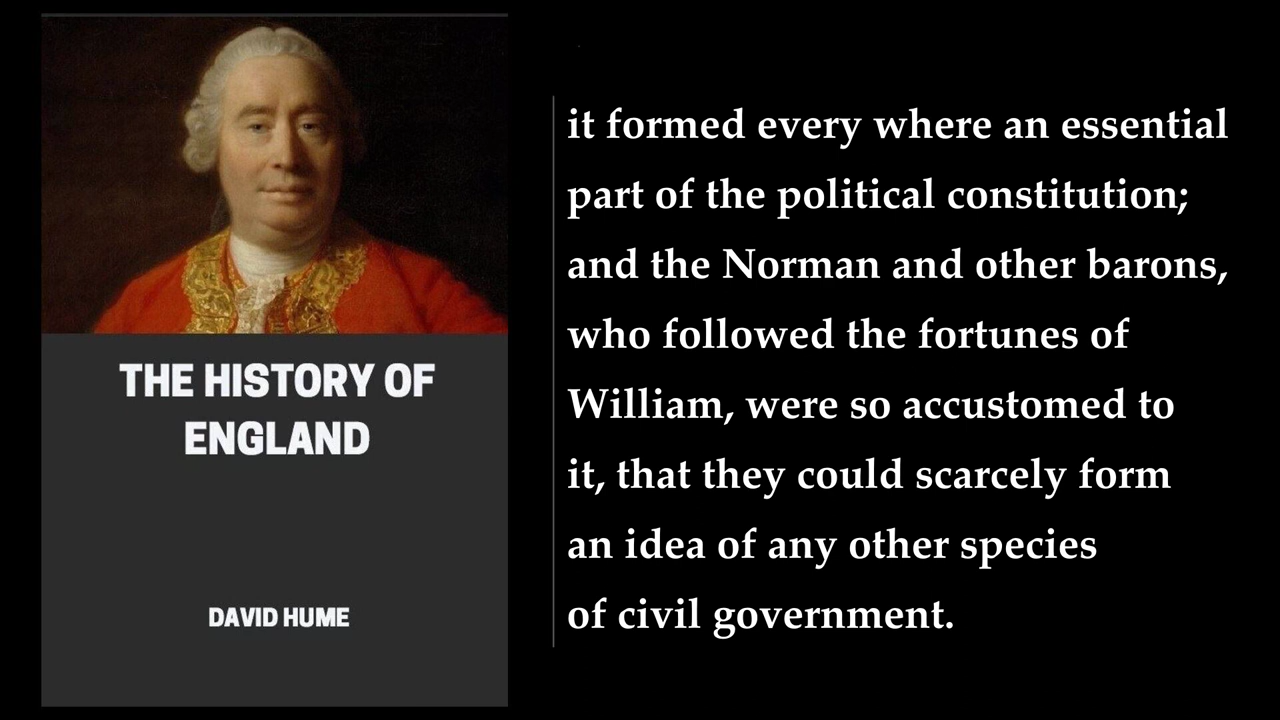 THE HISTORY OF
ENGLAND
DAVID HUME
it formed every where an essential
part of the political constitution;
and the Norman and other barons,
who followed the fortunes of
William, were so accustomed to
it, that they could scarcely form
an idea of any other species
of civil government.